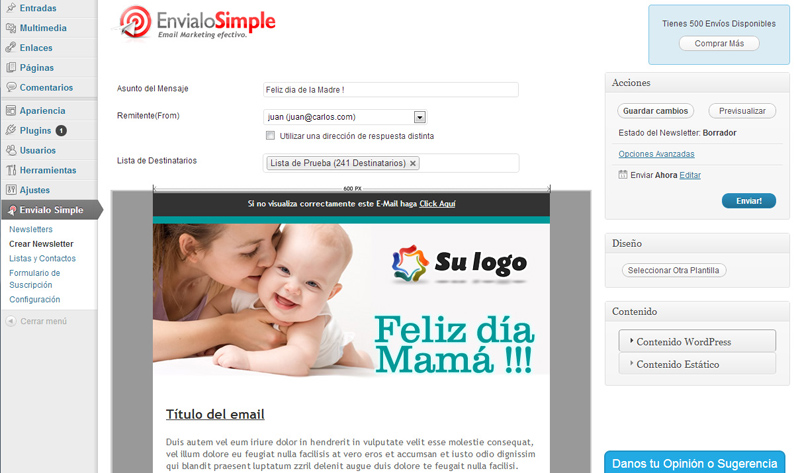 Entradas
Multimedia
Enlaces
Páginas
Comentarios
Apariencia
Plugins 1
Usuarios
Herramientas
Ajustes
Envialo Simple
Newsletters
Crear Newsletter
Listas y Contactos
Formulario de
Suscripción
Configuración
Cerrar menú
EnvialoSimple
Email Marketing efectivo.
Asunto del Mensaje
Feliz dia de la Madre !
Remitente(From)
juan (juan@carlos.com)
Utilizar una dirección de respuesta distinta
Lista de Destinatarios
Lista de Prueba (241 Destinatarios) ×
600 PX
Si no visualiza correctamente este E-Mail haga Click Aquí
Su logo
Feliz día
Mamá !!!
Título del email
Duis autem vel eum iriure dolor in hendrerit in vulputate velit esse molestie consequat,
vel illum dolore eu feugiat nulla facilisis at vero eros et accumsan et iusto odio dignissim
qui blandit praesent luptatum zzril delenit augue duis dolore te feugait nulla facilisi.
Tienes 500 Envíos Disponibles
Comprar Más
Acciones
Guardar cambios
Previsualizar
Estado del Newsletter: Borrador
Opciones Avanzadas
Enviar Ahora Editar
Enviar!
Diseño
Seleccionar Otra Plantilla
Contenido
Contenido WordPress
Contenido Estático
Danos tu Opinión o Sugerencia